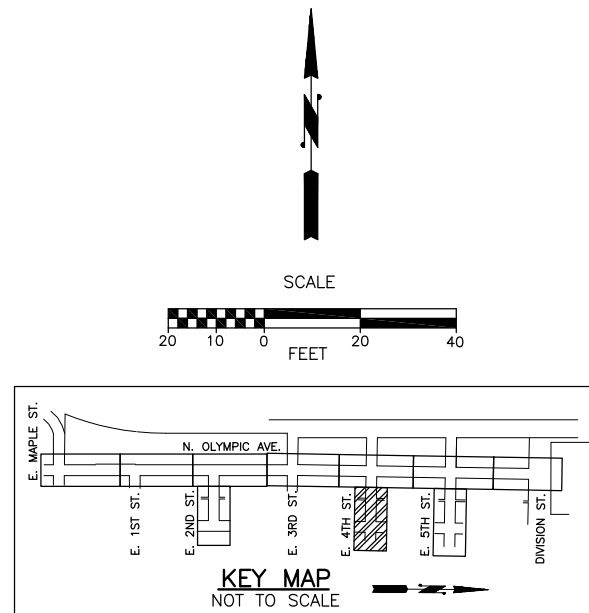 N
SCALE
20 10 0 20 40
FEET
E. MAPLE ST.
N. OLYMPIC AVE.
E. 1ST ST.
E. 2ND ST.
E. 3RD ST.
E. 4TH ST.
E. 5TH ST.
DIVISION ST.
KEY MAP
NOT TO SCALE
N